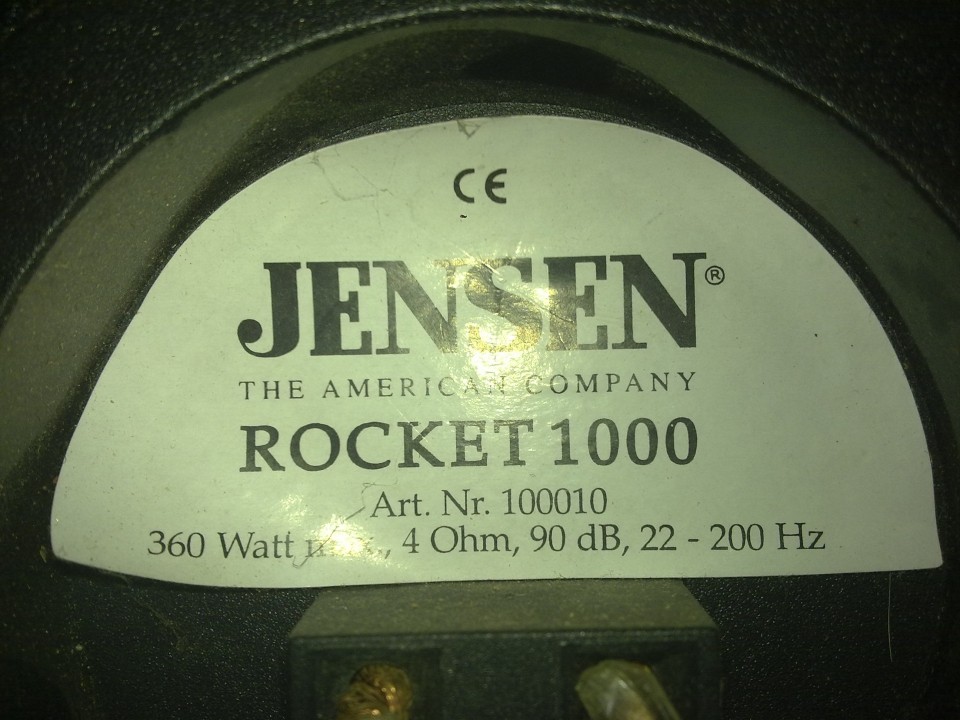 CE
JENSEN®
THE AMERICAN COMPANY
ROCKET 1000
Art. Nr. 100010
360 Watt max., 4 Ohm, 90 dB, 22 - 200 Hz